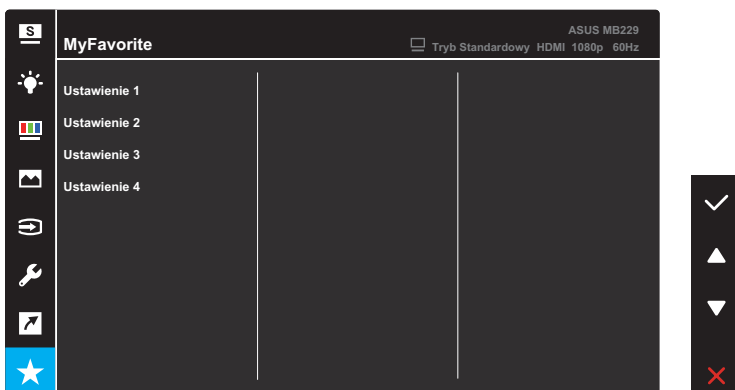 S
MyFavorite
ASUS MB229
Tryb Standardowy HDMI 1080p 60Hz
Ustawienie 1
Ustawienie 2
Ustawienie 3
Ustawienie 4